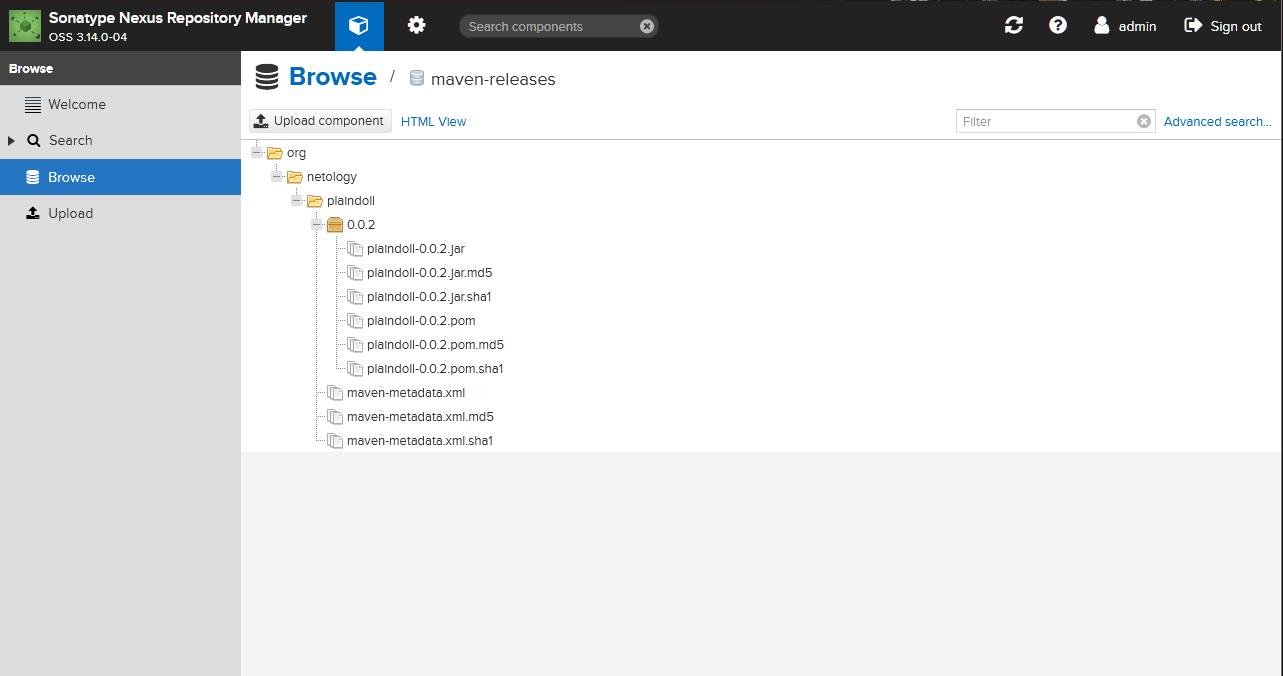 Sonatype Nexus Repository Manager
OSS 3.14.0-04
Search components
admin
Sign out
Browse
Welcome
Search
Browse
Upload
Browse / maven-releases
Upload component
HTML View
Filter
Advanced search...
org
netology
plaindoll
0.0.2
plaindoll-0.0.2.jar
plaindoll-0.0.2.jar.md5
plaindoll-0.0.2.jar.sha1
plaindoll-0.0.2.pom
plaindoll-0.0.2.pom.md5
plaindoll-0.0.2.pom.sha1
maven-metadata.xml
maven-metadata.xml.md5
maven-metadata.xml.sha1